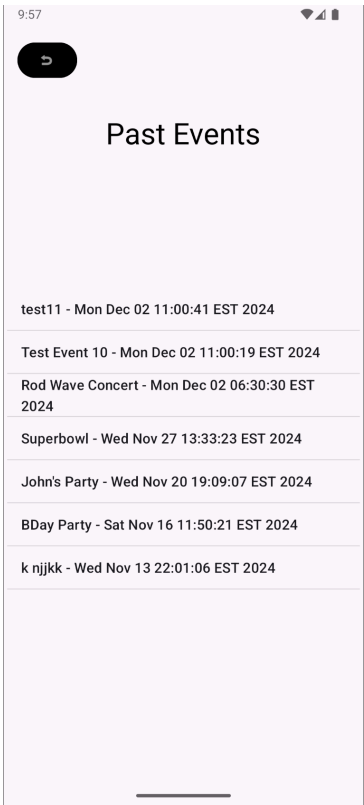 9:57
Past Events
test11 - Mon Dec 02 11:00:41 EST 2024
Test Event 10 - Mon Dec 02 11:00:19 EST 2024
Rod Wave Concert - Mon Dec 02 06:30:30 EST
2024
Superbowl - Wed Nov 27 13:33:23 EST 2024
John's Party - Wed Nov 20 19:09:07 EST 2024
BDay Party - Sat Nov 16 11:50:21 EST 2024
k njjkk - Wed Nov 13 22:01:06 EST 2024